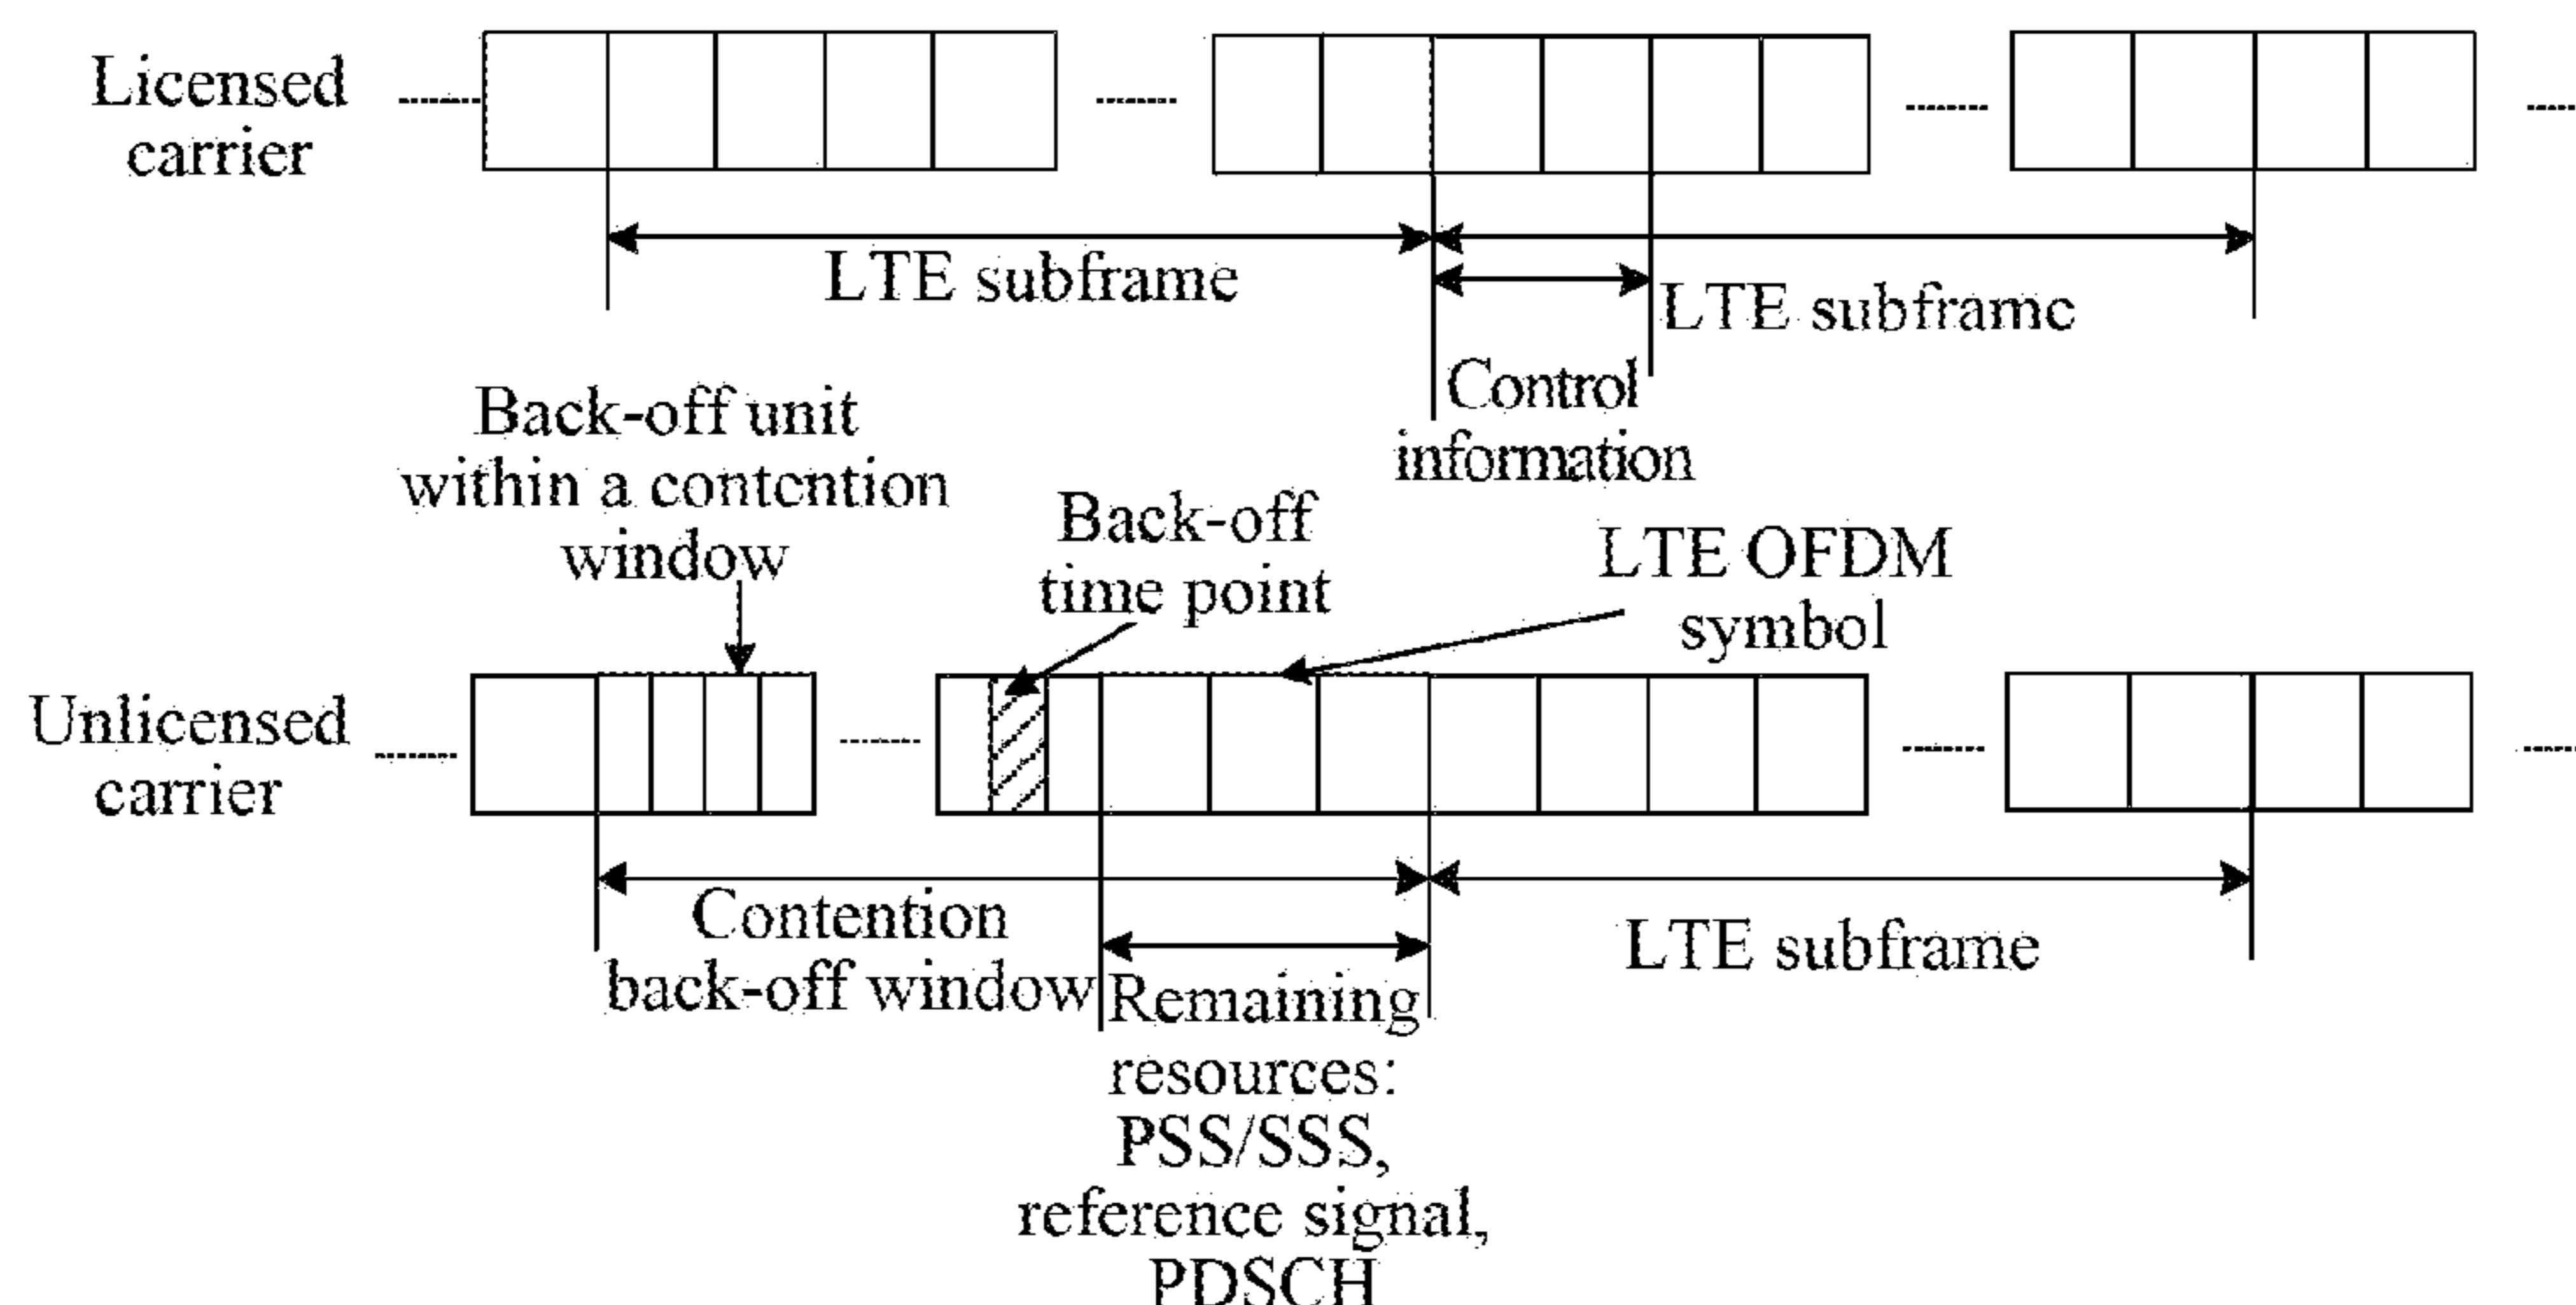 Licensed
carrier
LTE subframe
LTE subframe
Control
information
Back-off unit
within a contention
window
Back-off
time point
LTE OFDM
symbol
Unlicensed
carrier
Contention
back-off window
Remaining
resources:
PSS/SSS,
reference signal,
PDSCH
LTE subframe